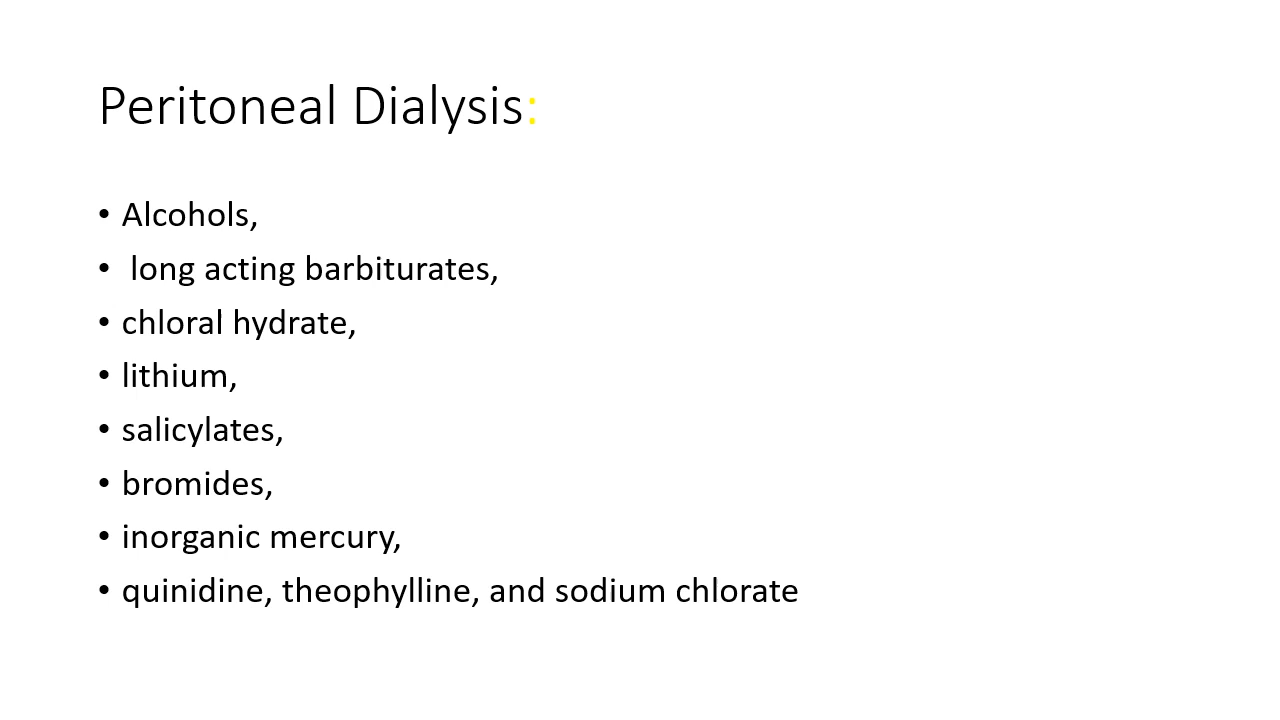 Peritoneal Dialysis:
• Alcohols,
• long acting barbiturates,
• chloral hydrate,
• lithium,
• salicylates,
• bromides,
• inorganic mercury,
• quinidine, theophylline, and sodium chlorate